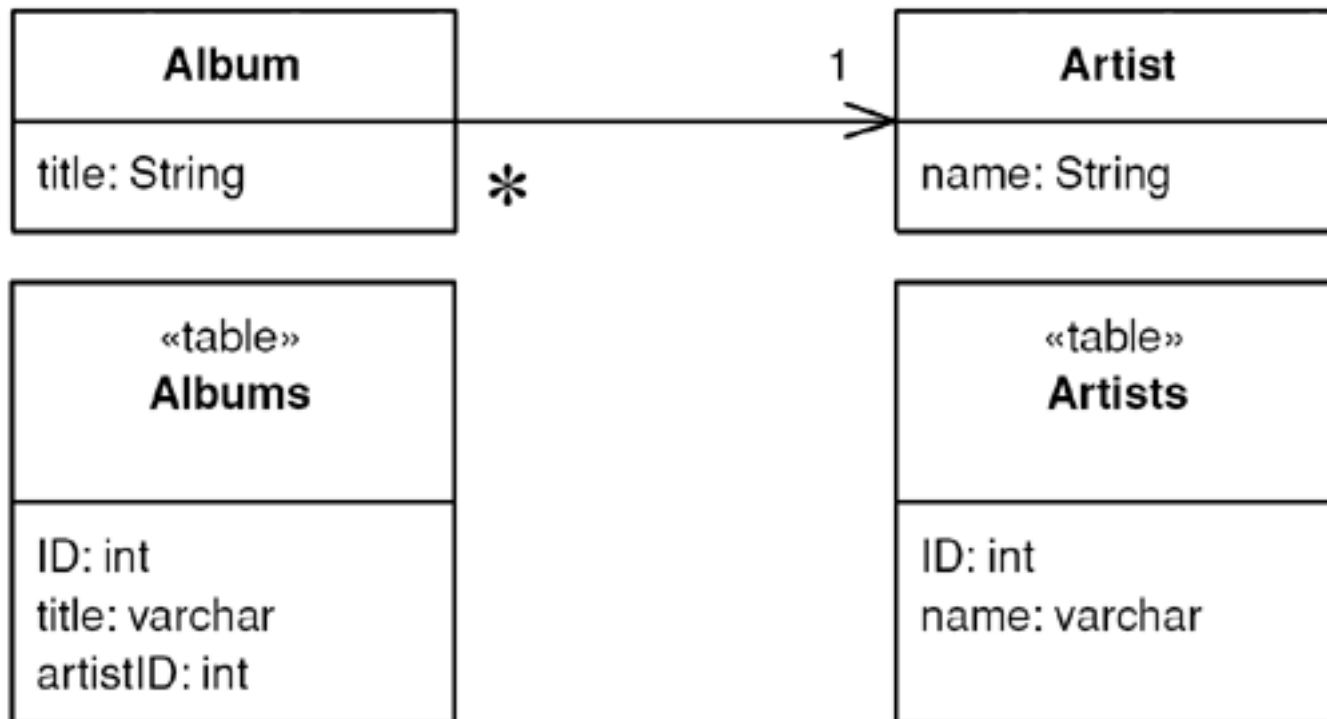 Album
1
Artist
title: String
*
name: String
«table»
Albums
«table»
Artists
ID: int
title: varchar
artistID: int
ID: int
name: varchar